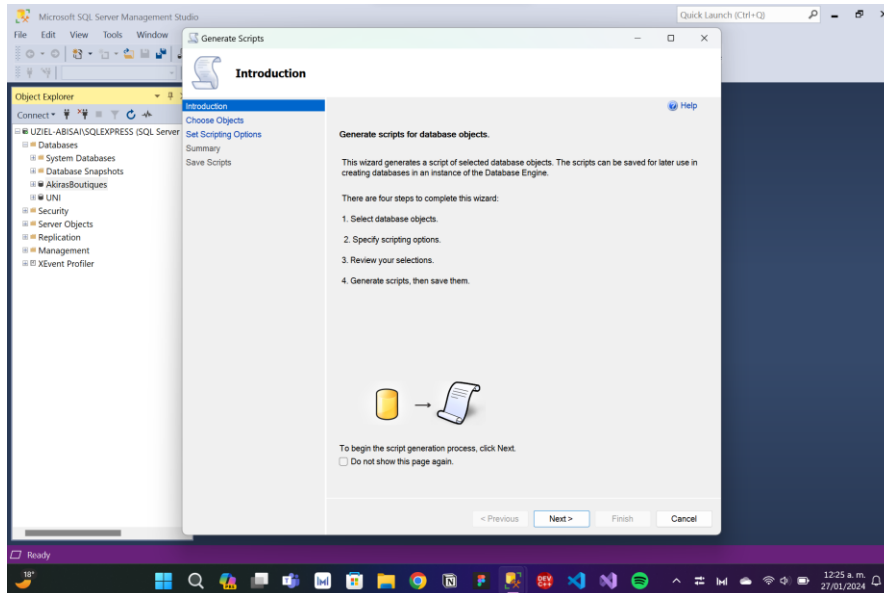 Microsoft SQL Server Management Studio
Quick Launch (Ctrl+Q)
File Edit View Tools Window
Generate Scripts
Introduction
Object Explorer
Connect
UZIEL-ABISAI\SQLEXPRESS (SQL Server
Databases
System Databases
Database Snapshots
AkirasBoutiques
UNI
Security
Server Objects
Replication
Management
XEvent Profiler
Introduction
Choose Objects
Set Scripting Options
Summary
Save Scripts
Help
Generate scripts for database objects.
This wizard generates a script of selected database objects. The scripts can be saved for later use in
creating databases in an instance of the Database Engine.
There are four steps to complete this wizard:
1. Select database objects.
2. Specify scripting options.
3. Review your selections.
4. Generate scripts, then save them.
To begin the script generation process, click Next.
Do not show this page again.
< Previous Next > Finish Cancel
Ready
18°
12:25 a. m.
27/01/2024